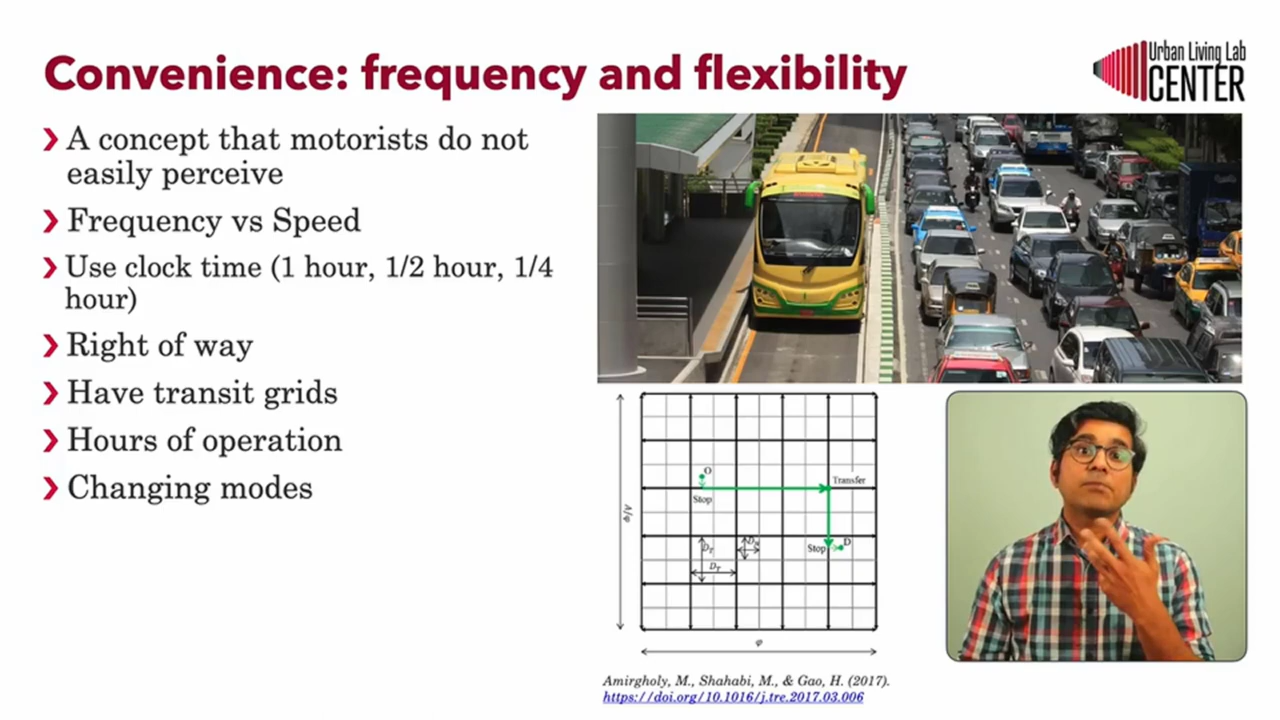 Convenience: frequency and flexibility
Urban Living Lab
CENTER
A concept that motorists do not
easily perceive
Frequency vs Speed
Use clock time (1 hour, 1/2 hour, 1/4
hour)
Right of way
Have transit grids
Hours of operation
Changing modes
O
Stop
Transfer
Stop
D
D_T
D_T
φ
Amirgholy, M., Shahabi, M., & Gao, H. (2017).
https://doi.org/10.1016/j.tre.2017.03.006